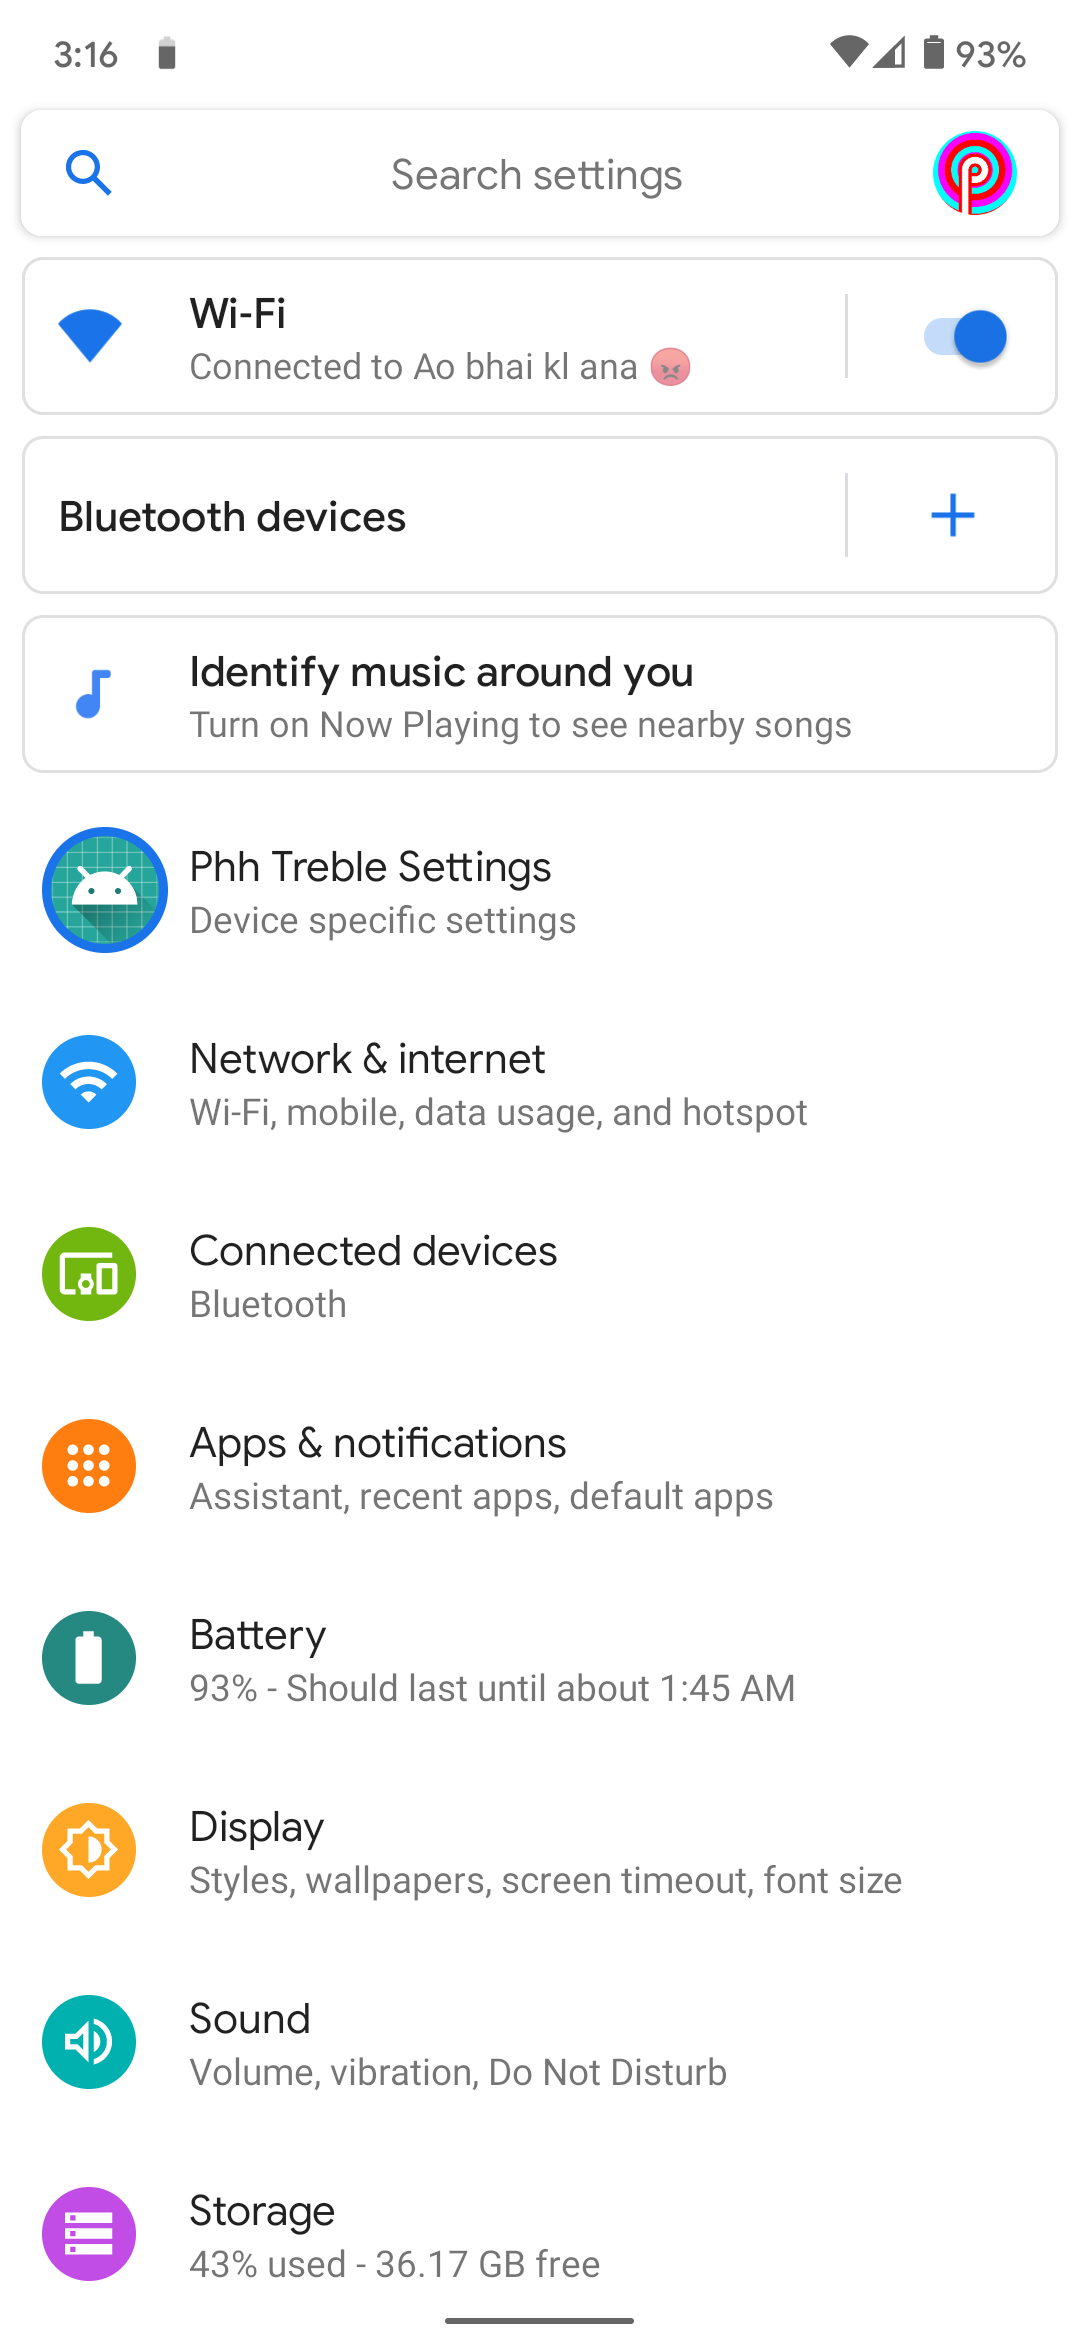 3:16
93%
Search settings
Wi-Fi
Connected to Ao bhai kl ana 😡
Bluetooth devices
Identify music around you
Turn on Now Playing to see nearby songs
Phh Treble Settings
Device specific settings
Network & internet
Wi-Fi, mobile, data usage, and hotspot
Connected devices
Bluetooth
Apps & notifications
Assistant, recent apps, default apps
Battery
93% - Should last until about 1:45 AM
Display
Styles, wallpapers, screen timeout, font size
Sound
Volume, vibration, Do Not Disturb
Storage
43% used - 36.17 GB free